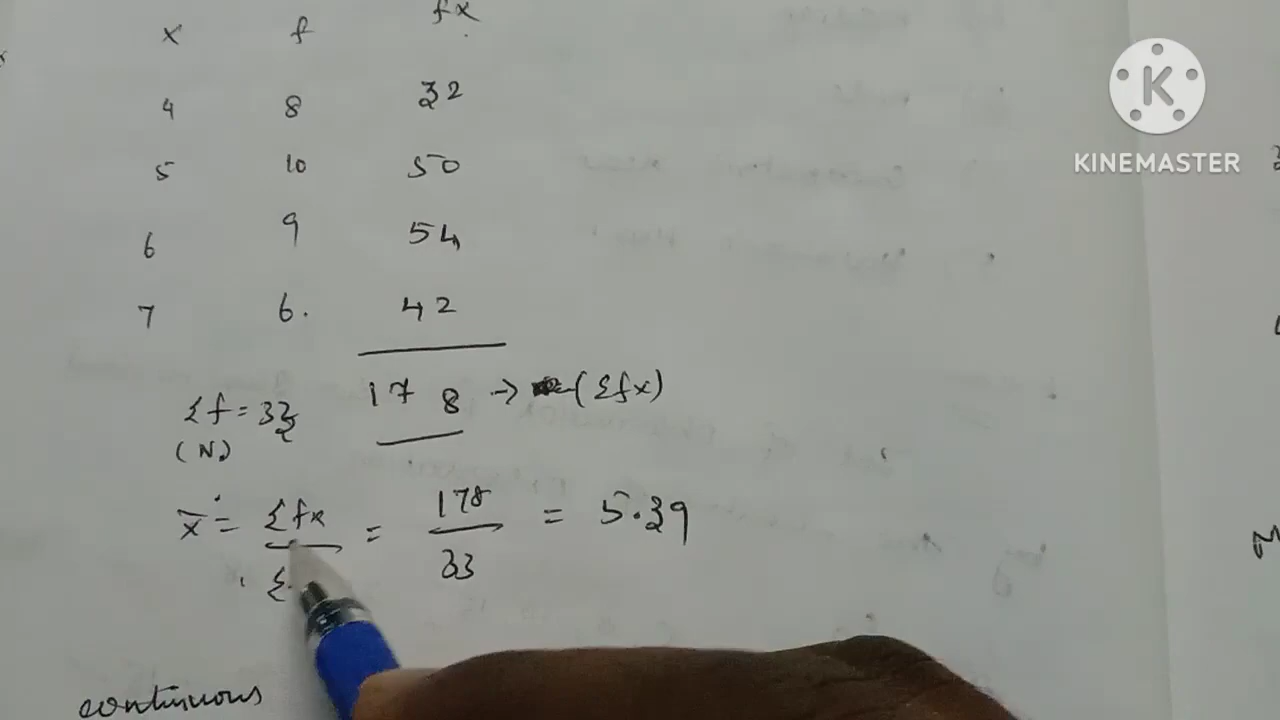 x f fx
4 8 32
K
KINEMASTER
5 10 50
6 9 54
7 6. 42
Σf = 33 178 → (Σfx)
(N)
x̄ = Σfx = 178 = 5.39
Σ 33
continuous